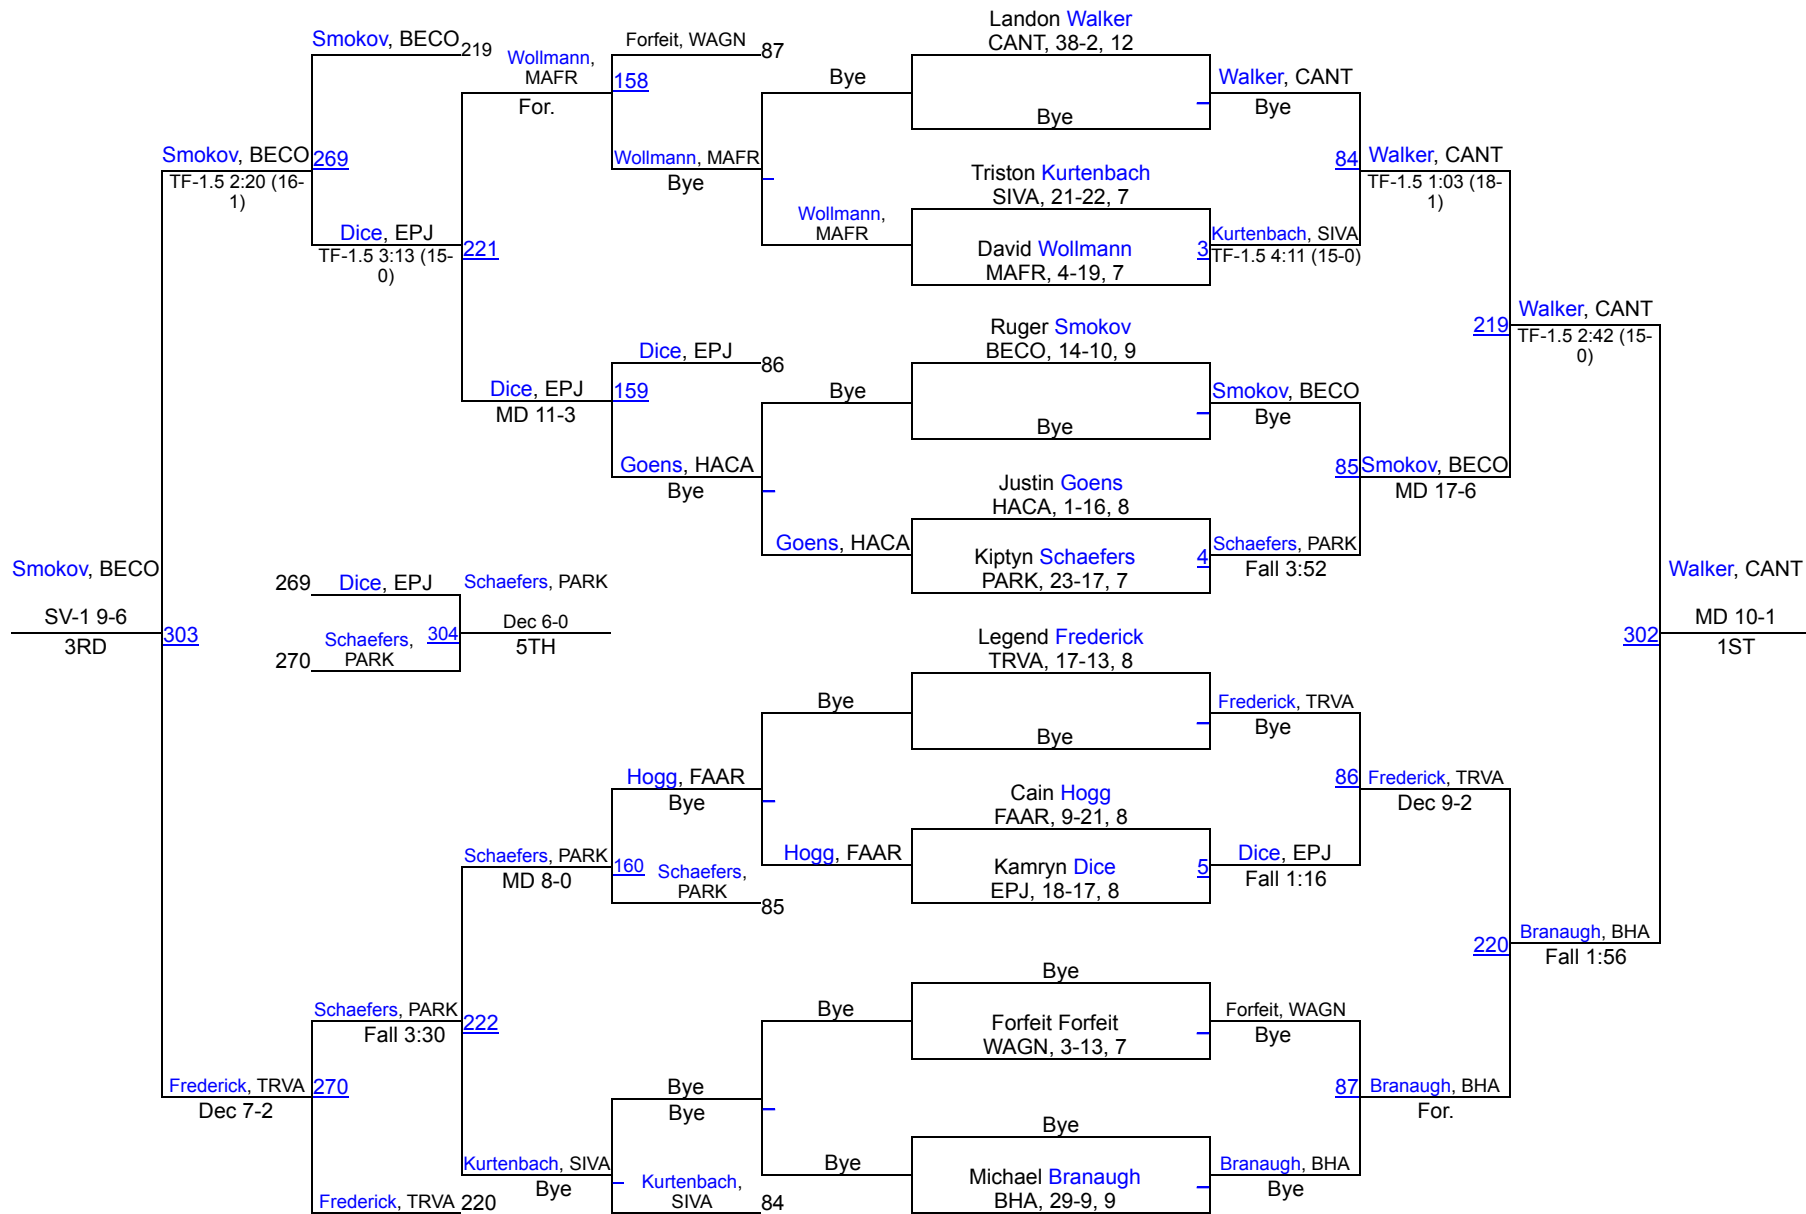 Landon Walker
CANT, 38-2, 12
Smokov, BECO
219
Wollmann,
MAFR
For.
Forfeit, WAGN
87
158
Bye
Bye
Walker, CANT
Bye
Smokov, BECO
269
TF-1.5 2:20 (16-
1)
Wollmann, MAFR
Bye
Triston Kurtenbach
SIVA, 21-22, 7
84
Walker, CANT
TF-1.5 1:03 (18-
1)
Dice, EPJ
221
TF-1.5 3:13 (15-
0)
Wollmann,
MAFR
David Wollmann
MAFR, 4-19, 7
3
Kurtenbach, SIVA
TF-1.5 4:11 (15-0)
Ruger Smokov
BECO, 14-10, 9
219
Walker, CANT
TF-1.5 2:42 (15-
0)
Dice, EPJ
86
Dice, EPJ
159
MD 11-3
Bye
Bye
Smokov, BECO
Bye
Goens, HACA
Bye
Justin Goens
HACA, 1-16, 8
85
Smokov, BECO
MD 17-6
Goens, HACA
Kiptyn Schaefers
PARK, 23-17, 7
4
Schaefers, PARK
Fall 3:52
Smokov, BECO
SV-1 9-6
3RD
303
269
Dice, EPJ
Schaefers, PARK
Dec 6-0
5TH
304
270
Schaefers,
PARK
Walker, CANT
MD 10-1
1ST
302
Legend Frederick
TRVA, 17-13, 8
Bye
Bye
Frederick, TRVA
Bye
Hogg, FAAR
Bye
Cain Hogg
FAAR, 9-21, 8
86
Frederick, TRVA
Dec 9-2
Schaefers, PARK
MD 8-0
160
Schaefers,
PARK
85
Hogg, FAAR
Kamryn Dice
EPJ, 18-17, 8
5
Dice, EPJ
Fall 1:16
220
Branaugh, BHA
Fall 1:56
Bye
Schaefers, PARK
Fall 3:30
222
Bye
Forfeit Forfeit
WAGN, 3-13, 7
Forfeit, WAGN
Bye
Frederick, TRVA
Dec 7-2
270
Bye
Bye
87
Branaugh, BHA
For.
Bye
Kurtenbach, SIVA
Bye
Kurtenbach,
SIVA
84
Bye
Michael Branaugh
BHA, 29-9, 9
Branaugh, BHA
Bye
Frederick, TRVA
220